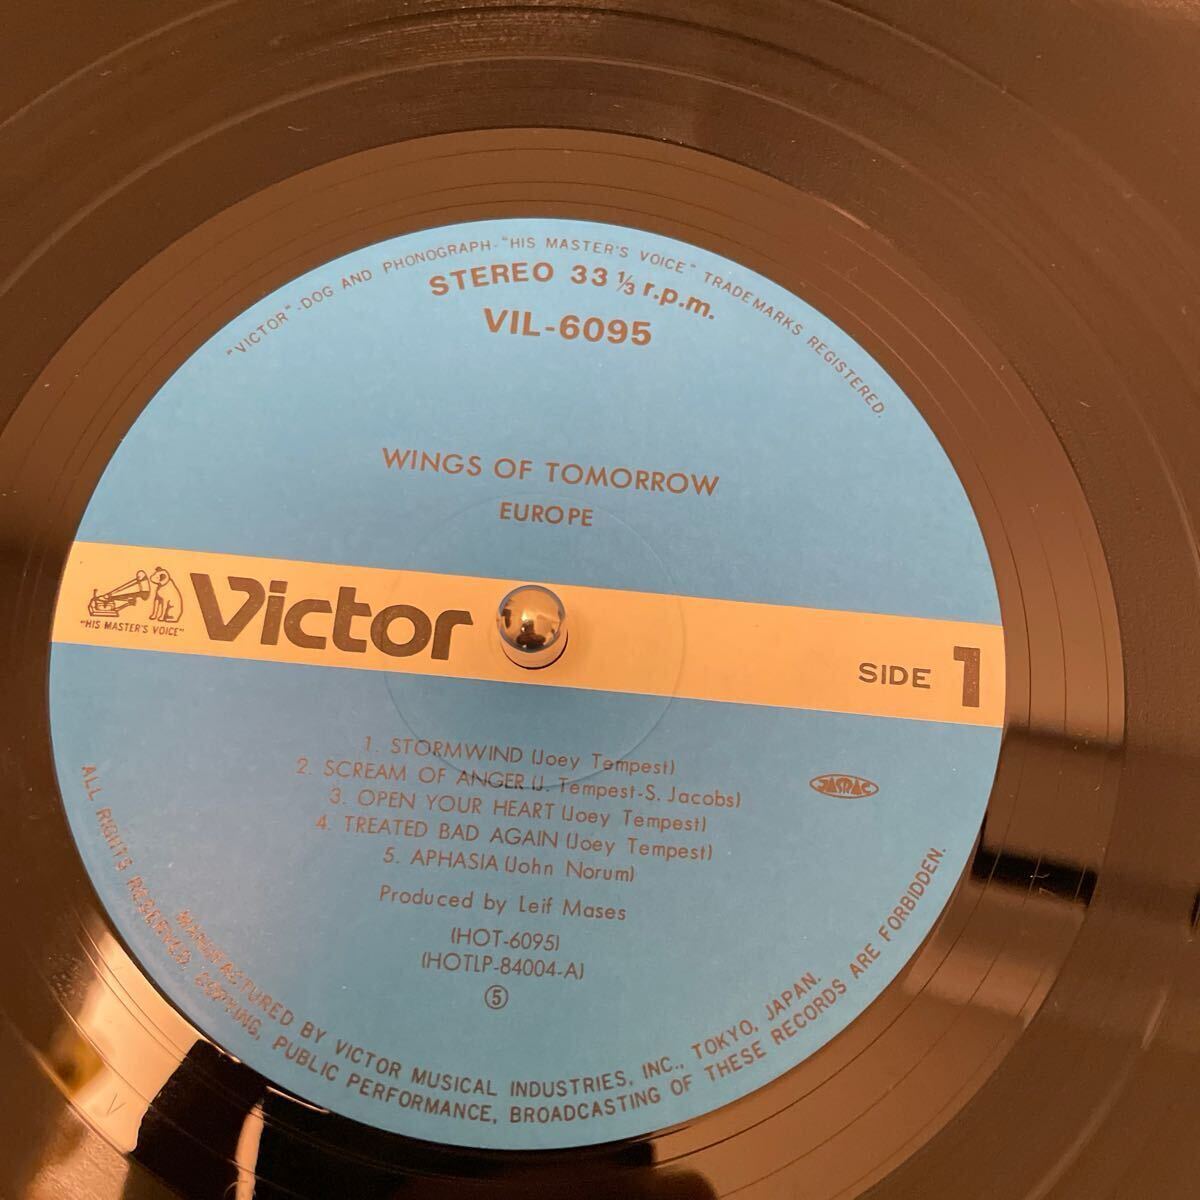 "VICTOR"-DOG AND PHONOGRAPH-"HIS MASTER'S VOICE" TRADEMARKS REGISTERED.
STEREO 33 1/3 r.p.m.
VIL-6095
WINGS OF TOMORROW
EUROPE
"HIS MASTER'S VOICE"
Victor
SIDE 1
1. STORMWIND (Joey Tempest)
2. SCREAM OF ANGER (J. Tempest-S. Jacobs)
3. OPEN YOUR HEART (Joey Tempest)
4. TREATED BAD AGAIN (Joey Tempest)
5. APHASIA (John Norum)
JASRAC
Produced by Leif Mases
(HOT-6095)
(HOTLP-84004-A)
⑤
MANUFACTURED BY VICTOR MUSICAL INDUSTRIES, INC., TOKYO, JAPAN.
ALL RIGHTS RESERVED, COPYING, PUBLIC PERFORMANCE, BROADCASTING OF THESE RECORDS ARE FORBIDDEN.